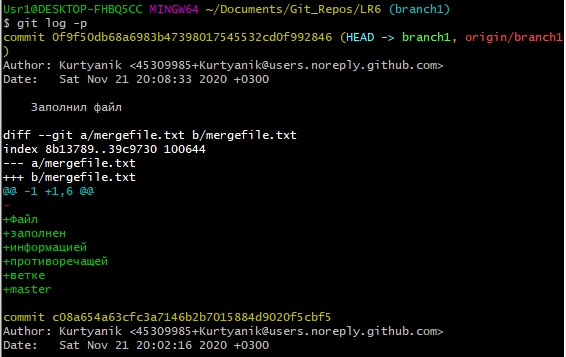 Usr1@DESKTOP-FHBQ5CC MINGW64 ~/Documents/Git_Repos/LR6 (branch1)
$ git log -p
commit 0f9f50db68a6983b47398017545532cd0f992846 (HEAD -> branch1, origin/branch1
)
Author: Kurtyanik <45309985+Kurtyanik@users.noreply.github.com>
Date:   Sat Nov 21 20:08:33 2020 +0300

    Заполнил файл

diff --git a/mergefile.txt b/mergefile.txt
index 8b13789..39c9730 100644
--- a/mergefile.txt
+++ b/mergefile.txt
@@ -1 +1,6 @@
-
+Файл
+заполнен
+информацией
+противоречащей
+ветке
+master

commit c08a654a63cfc3a7146b2b7015884d9020f5cbf5
Author: Kurtyanik <45309985+Kurtyanik@users.noreply.github.com>
Date:   Sat Nov 21 20:02:16 2020 +0300